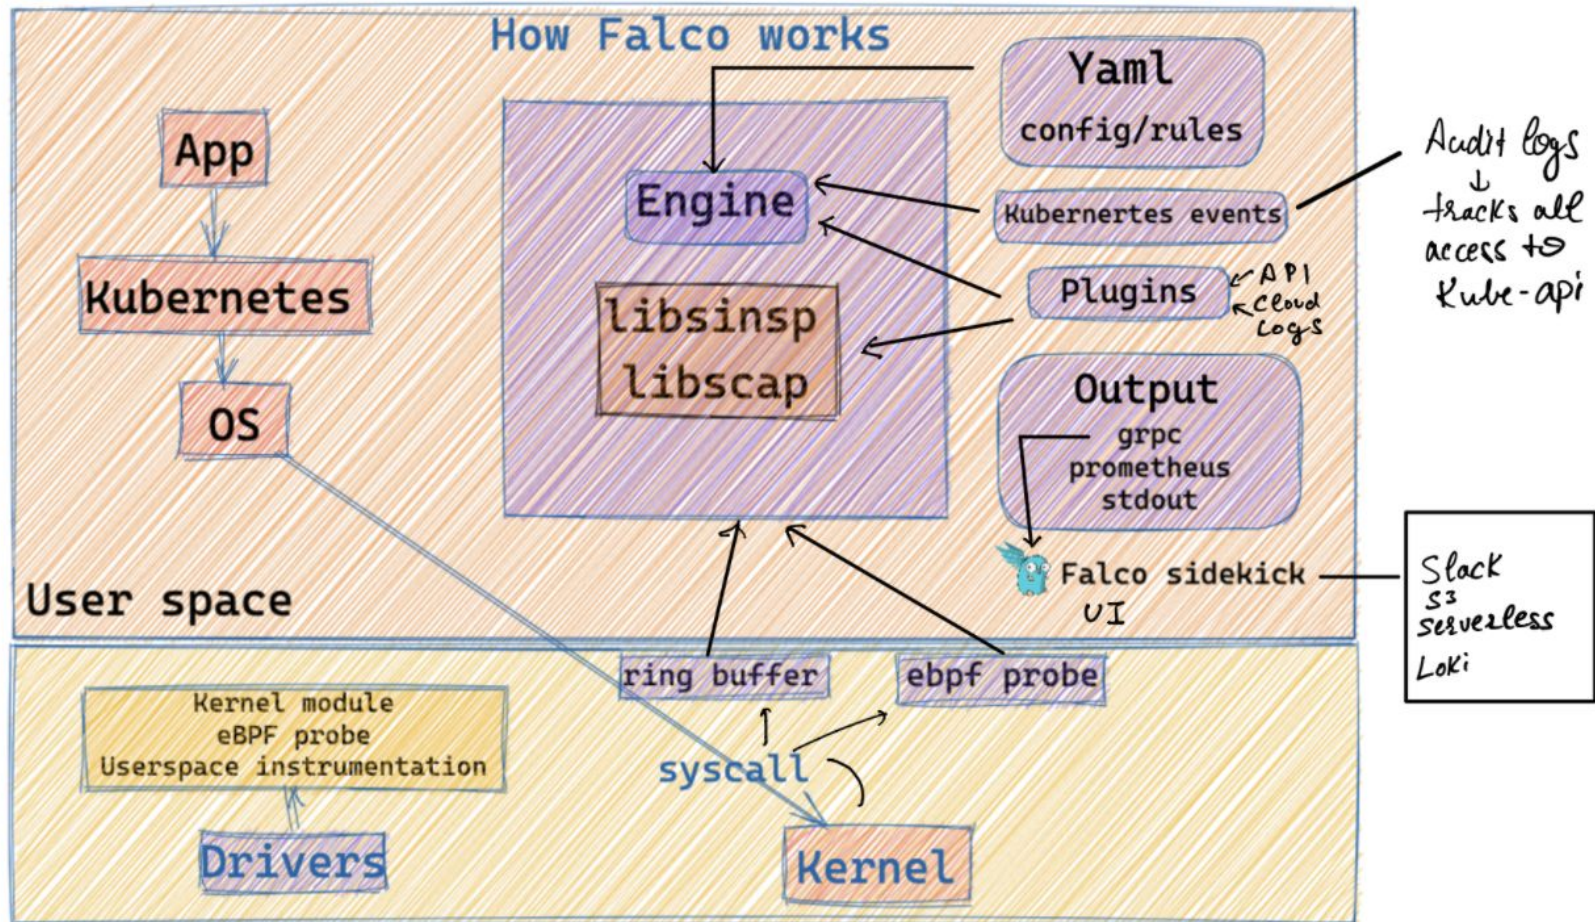 How Falco works
App
Kubernetes
OS
User space
Engine
libsinsp
libscap
Yaml
config/rules
Kubernertes events
Plugins
API
cloud
logs
Output
grpc
prometheus
stdout
Falco sidekick
UI
Audit logs
tracks all
access to
Kube-api
Slack
S3
serverless
Loki
ring buffer
ebpf probe
syscall
Kernel module
eBPF probe
Userspace instrumentation
Drivers
Kernel